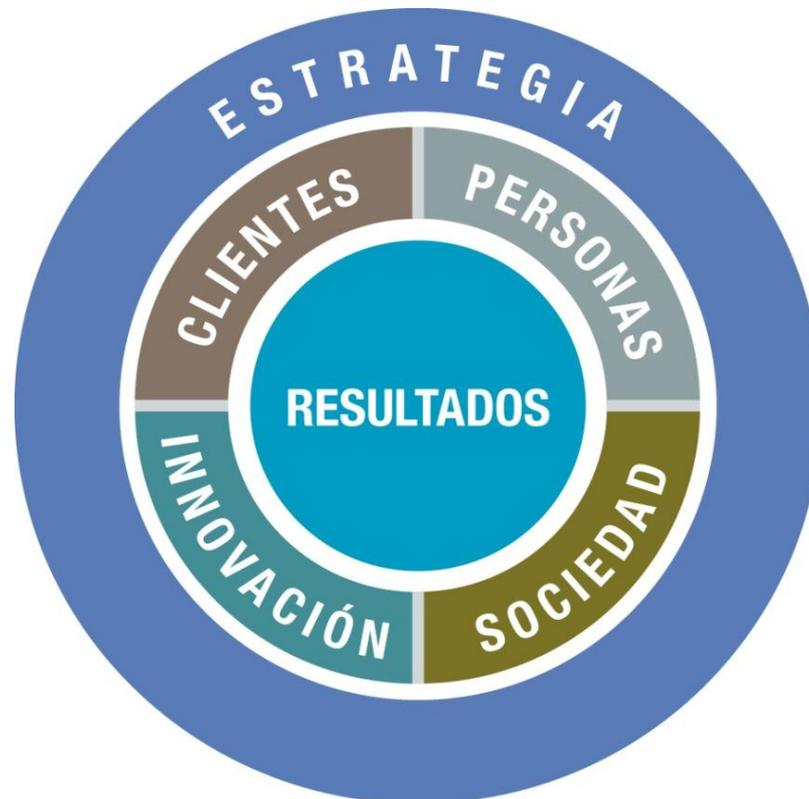 ESTRATEGIA
CLIENTES
PERSONAS
RESULTADOS
INNOVACIÓN
SOCIEDAD